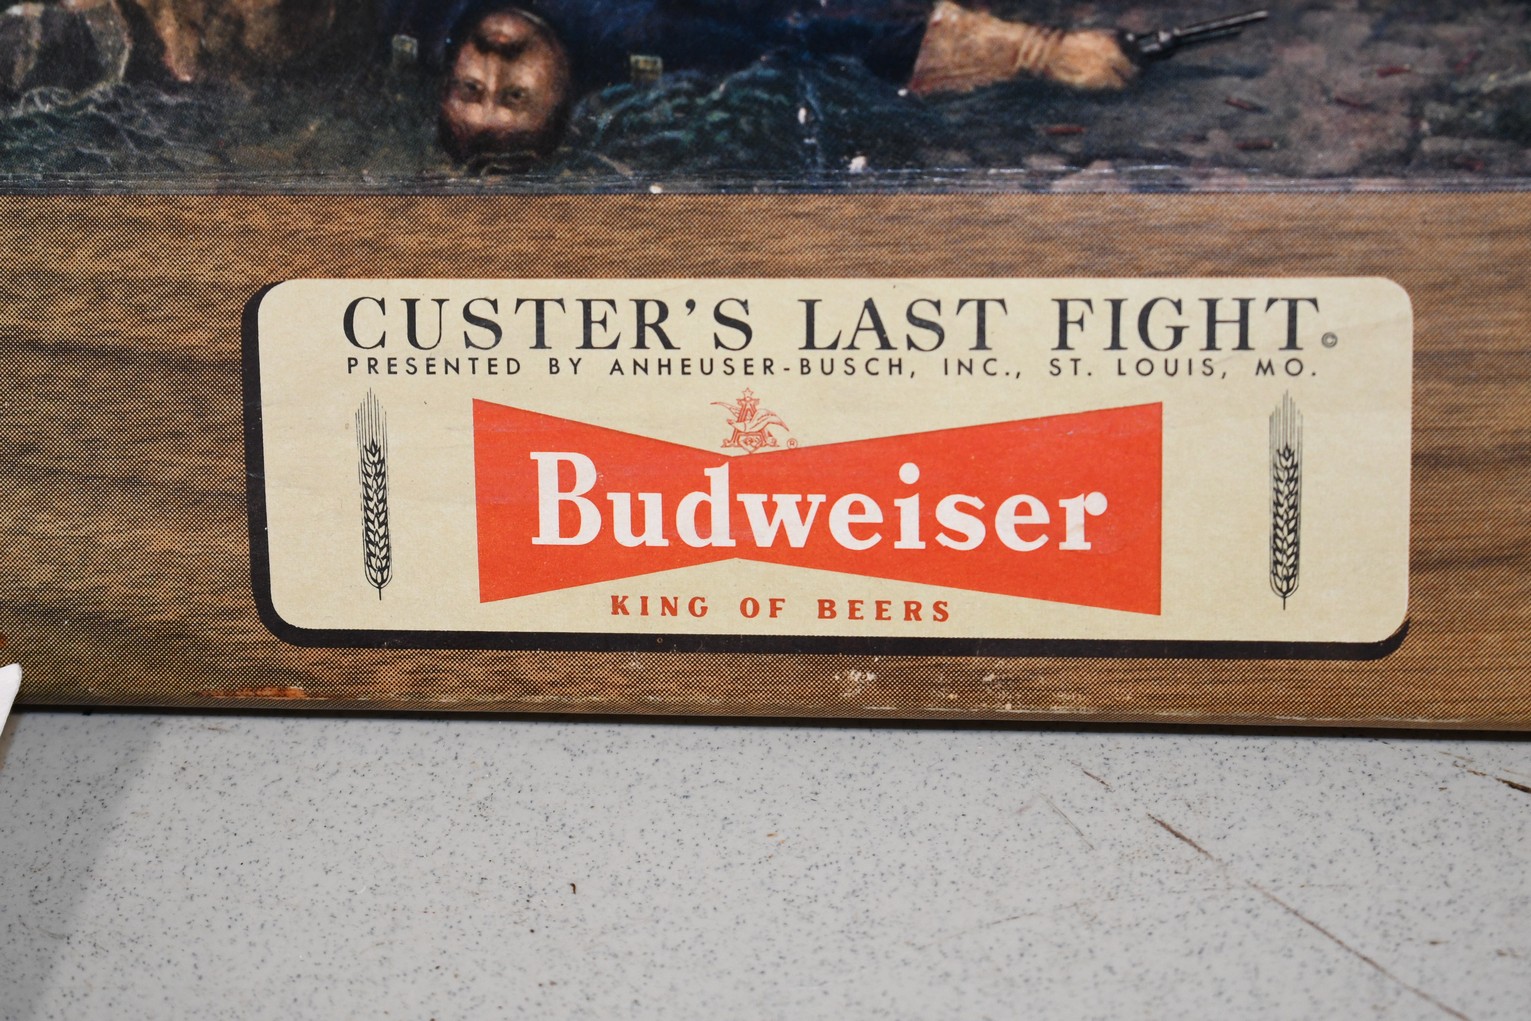 CUSTER'S LAST FIGHT©
PRESENTED BY ANHEUSER-BUSCH, INC., ST. LOUIS, MO.
A
®
Budweiser
KING OF BEERS